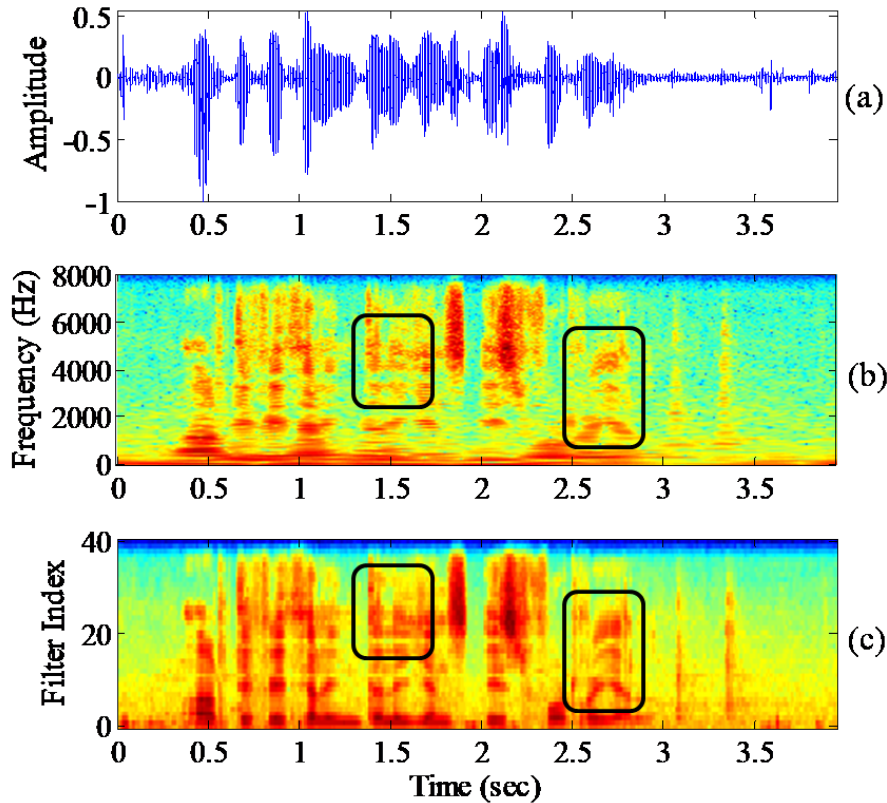 0.5
0
-0.5
-1
Amplitude
0 0.5 1 1.5 2 2.5 3 3.5
(a)
8000
6000
4000
2000
0
Frequency (Hz)
0 0.5 1 1.5 2 2.5 3 3.5
(b)
40
20
0
Filter Index
0 0.5 1 1.5 2 2.5 3 3.5
(c)
Time (sec)